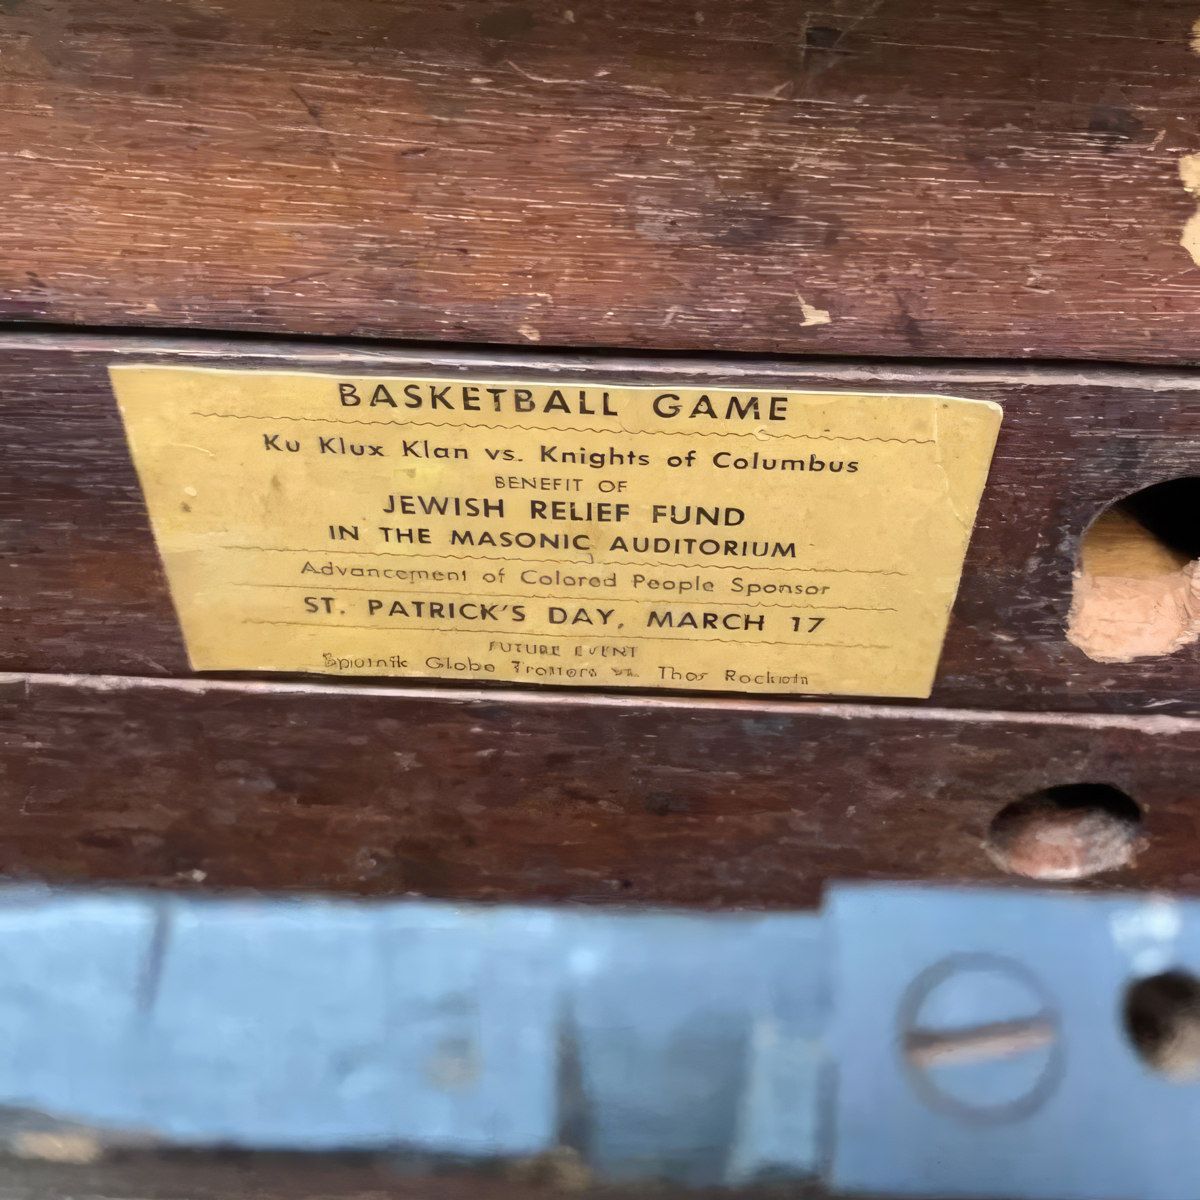 BASKETBALL GAME
Ku Klux Klan vs. Knights of Columbus
BENEFIT OF
JEWISH RELIEF FUND
IN THE MASONIC AUDITORIUM
Advancement of Colored People Sponsor
ST. PATRICK'S DAY, MARCH 17
FUTURE EVENT
Globe